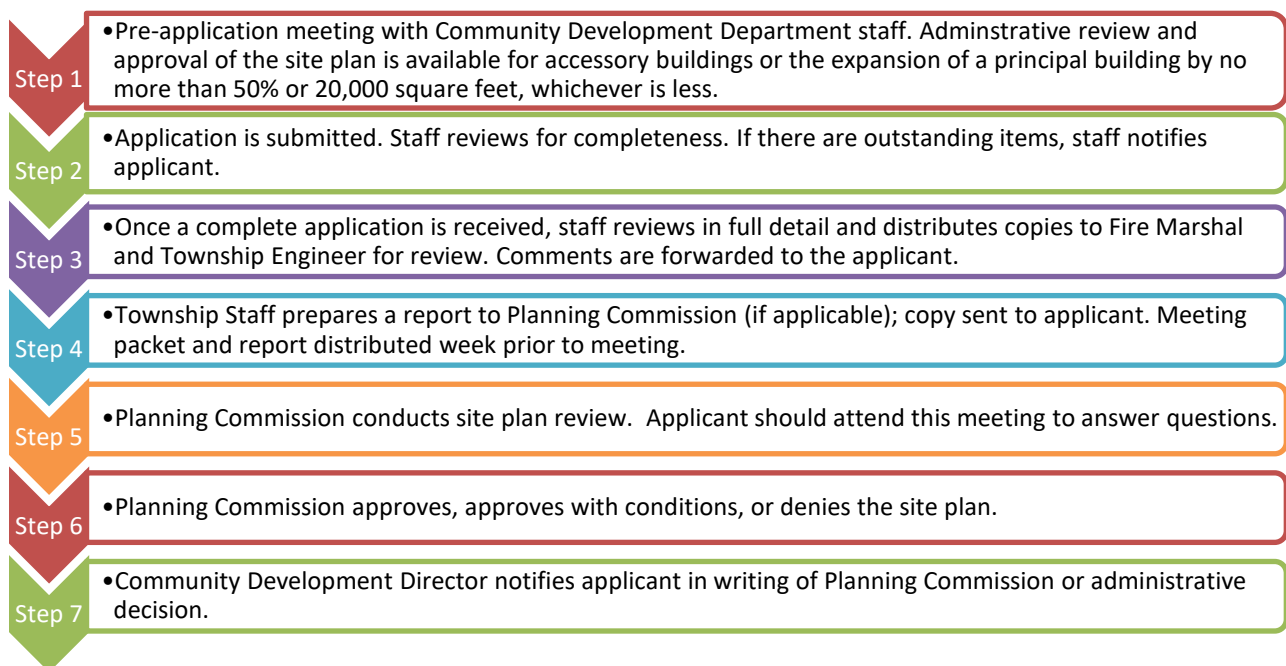 Step 1
•Pre-application meeting with Community Development Department staff. Adminstrative review and
approval of the site plan is available for accessory buildings or the expansion of a principal building by no
more than 50% or 20,000 square feet, whichever is less.
Step 2
•Application is submitted. Staff reviews for completeness. If there are outstanding items, staff notifies
applicant.
Step 3
•Once a complete application is received, staff reviews in full detail and distributes copies to Fire Marshal
and Township Engineer for review. Comments are forwarded to the applicant.
Step 4
•Township Staff prepares a report to Planning Commission (if applicable); copy sent to applicant. Meeting
packet and report distributed week prior to meeting.
Step 5
•Planning Commission conducts site plan review.  Applicant should attend this meeting to answer questions.
Step 6
•Planning Commission approves, approves with conditions, or denies the site plan.
Step 7
•Community Development Director notifies applicant in writing of Planning Commission or administrative
decision.